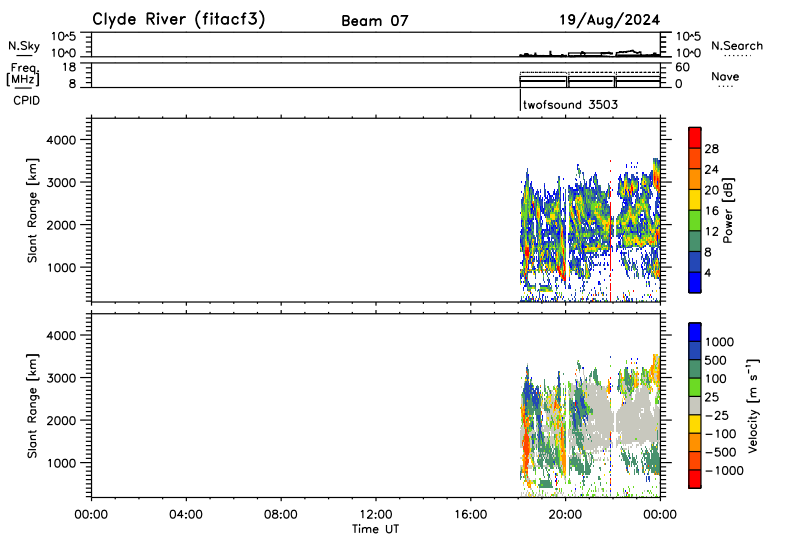 Clyde River (fitacf3) Beam 07 19/Aug/2024
N.Sky 10^5 10^0 10^5 10^0 N.Search
Freq. [MHz] 18 8 60 0 Nave
CPID twofsound 3503
Slant Range [km] 4000 3000 2000 1000
28 24 20 16 12 8 4 Power [dB]
Slant Range [km] 4000 3000 2000 1000
1000 500 100 25 -25 -100 -500 -1000 Velocity [m s⁻¹]
00:00 04:00 08:00 12:00 16:00 20:00 00:00
Time UT